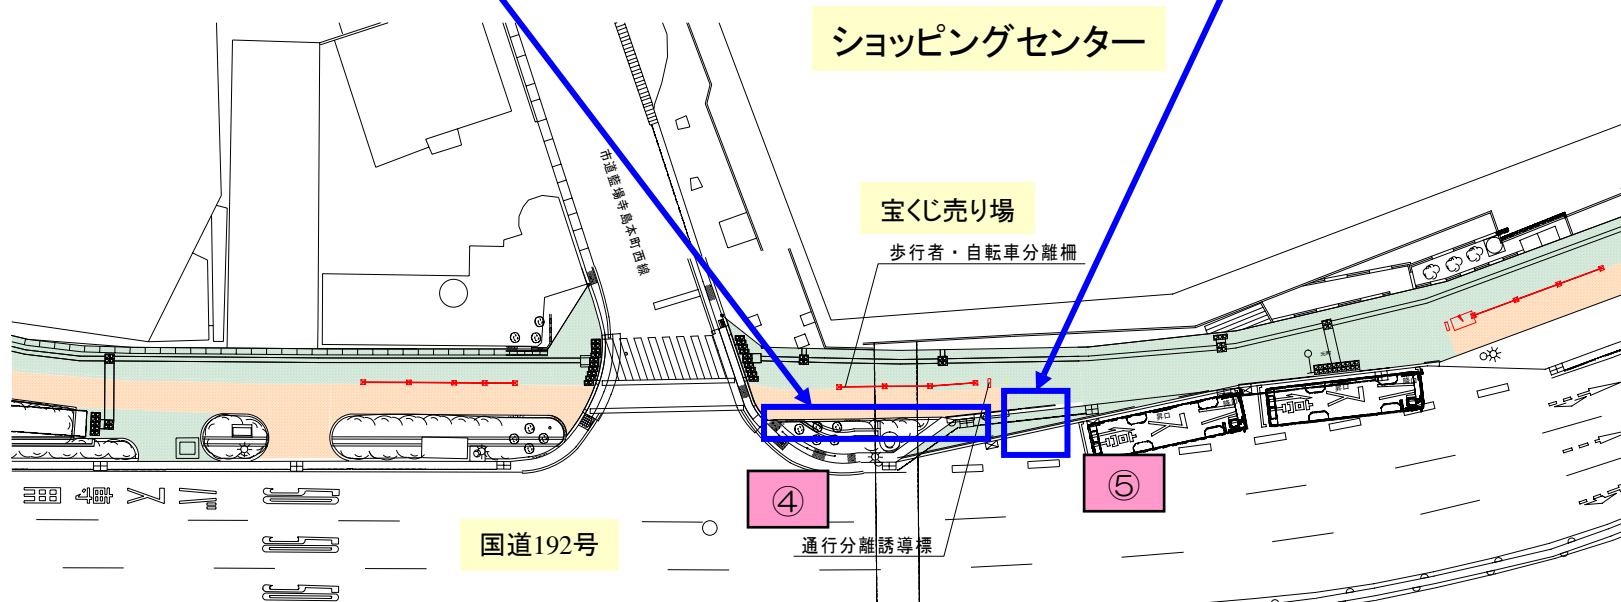 ショッピングセンター
市道藍場寺島本町西線
宝くじ売り場
歩行者・自転車分離柵
④
⑤
国道192号
通行分離誘導標